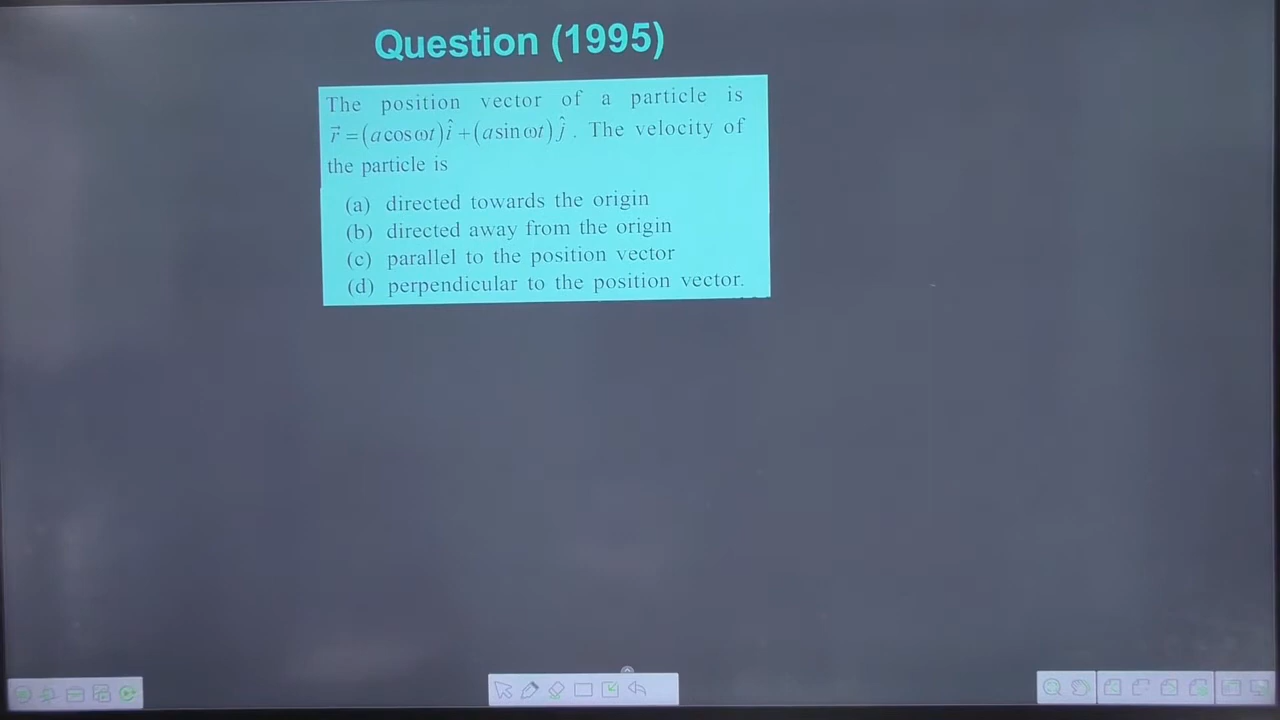 Question (1995)
The position vector of a particle is
r⃗ = (a cos ωt) î + (a sin ωt) ĵ . The velocity of
the particle is
(a) directed towards the origin
(b) directed away from the origin
(c) parallel to the position vector
(d) perpendicular to the position vector.